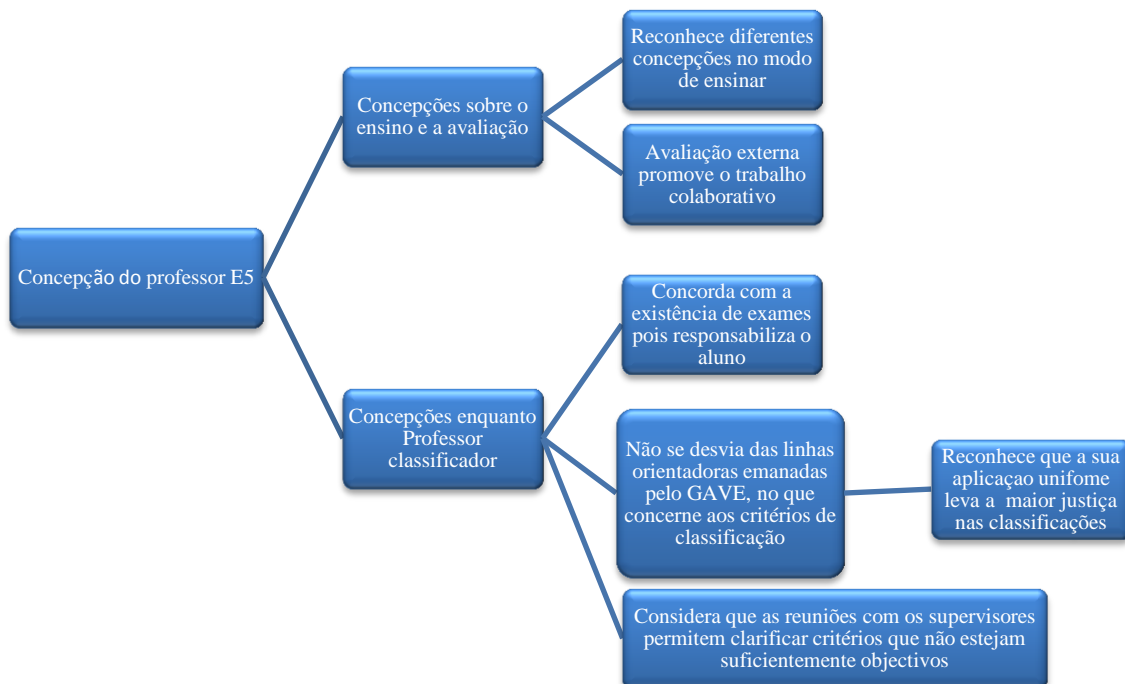 Concepção do professor E5
Concepções sobre o
ensino e a avaliação
Reconhece diferentes
concepções no modo
de ensinar
Avaliação externa
promove o trabalho
colaborativo
Concepções enquanto
Professor
classificador
Concorda com a
existência de exames
pois responsabiliza o
aluno
Não se desvia das linhas
orientadoras emanadas
pelo GAVE, no que
concerne aos critérios de
classificação
Reconhece que a sua
aplicaçao unifome
leva a maior justiça
nas classificações
Considera que as reuniões com os supervisores
permitem clarificar critérios que não estejam
suficientemente objectivos